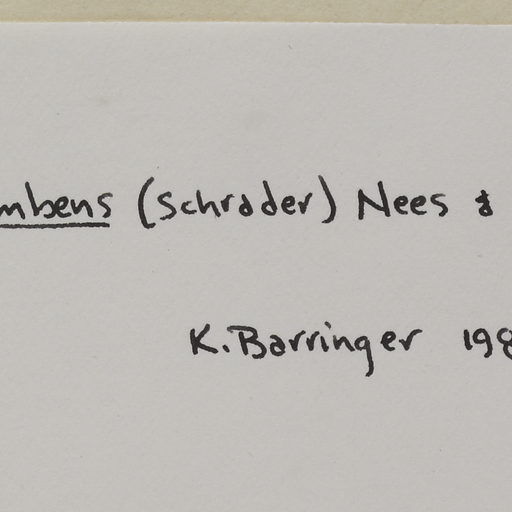 mbens (Schrader) Nees &
K. Barringer 198